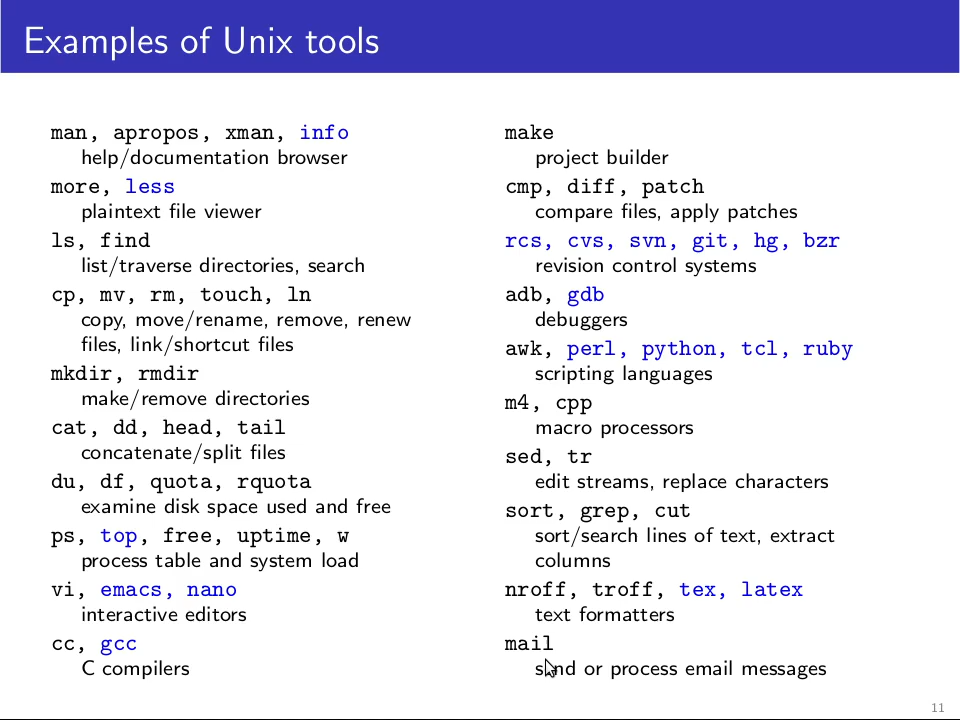 Examples of Unix tools
man, apropos, xman, info
help/documentation browser
more, less
plaintext file viewer
ls, find
list/traverse directories, search
cp, mv, rm, touch, ln
copy, move/rename, remove, renew
files, link/shortcut files
mkdir, rmdir
make/remove directories
cat, dd, head, tail
concatenate/split files
du, df, quota, rquota
examine disk space used and free
ps, top, free, uptime, w
process table and system load
vi, emacs, nano
interactive editors
cc, gcc
C compilers
make
project builder
cmp, diff, patch
compare files, apply patches
rcs, cvs, svn, git, hg, bzr
revision control systems
adb, gdb
debuggers
awk, perl, python, tcl, ruby
scripting languages
m4, cpp
macro processors
sed, tr
edit streams, replace characters
sort, grep, cut
sort/search lines of text, extract
columns
nroff, troff, tex, latex
text formatters
mail
send or process email messages
11